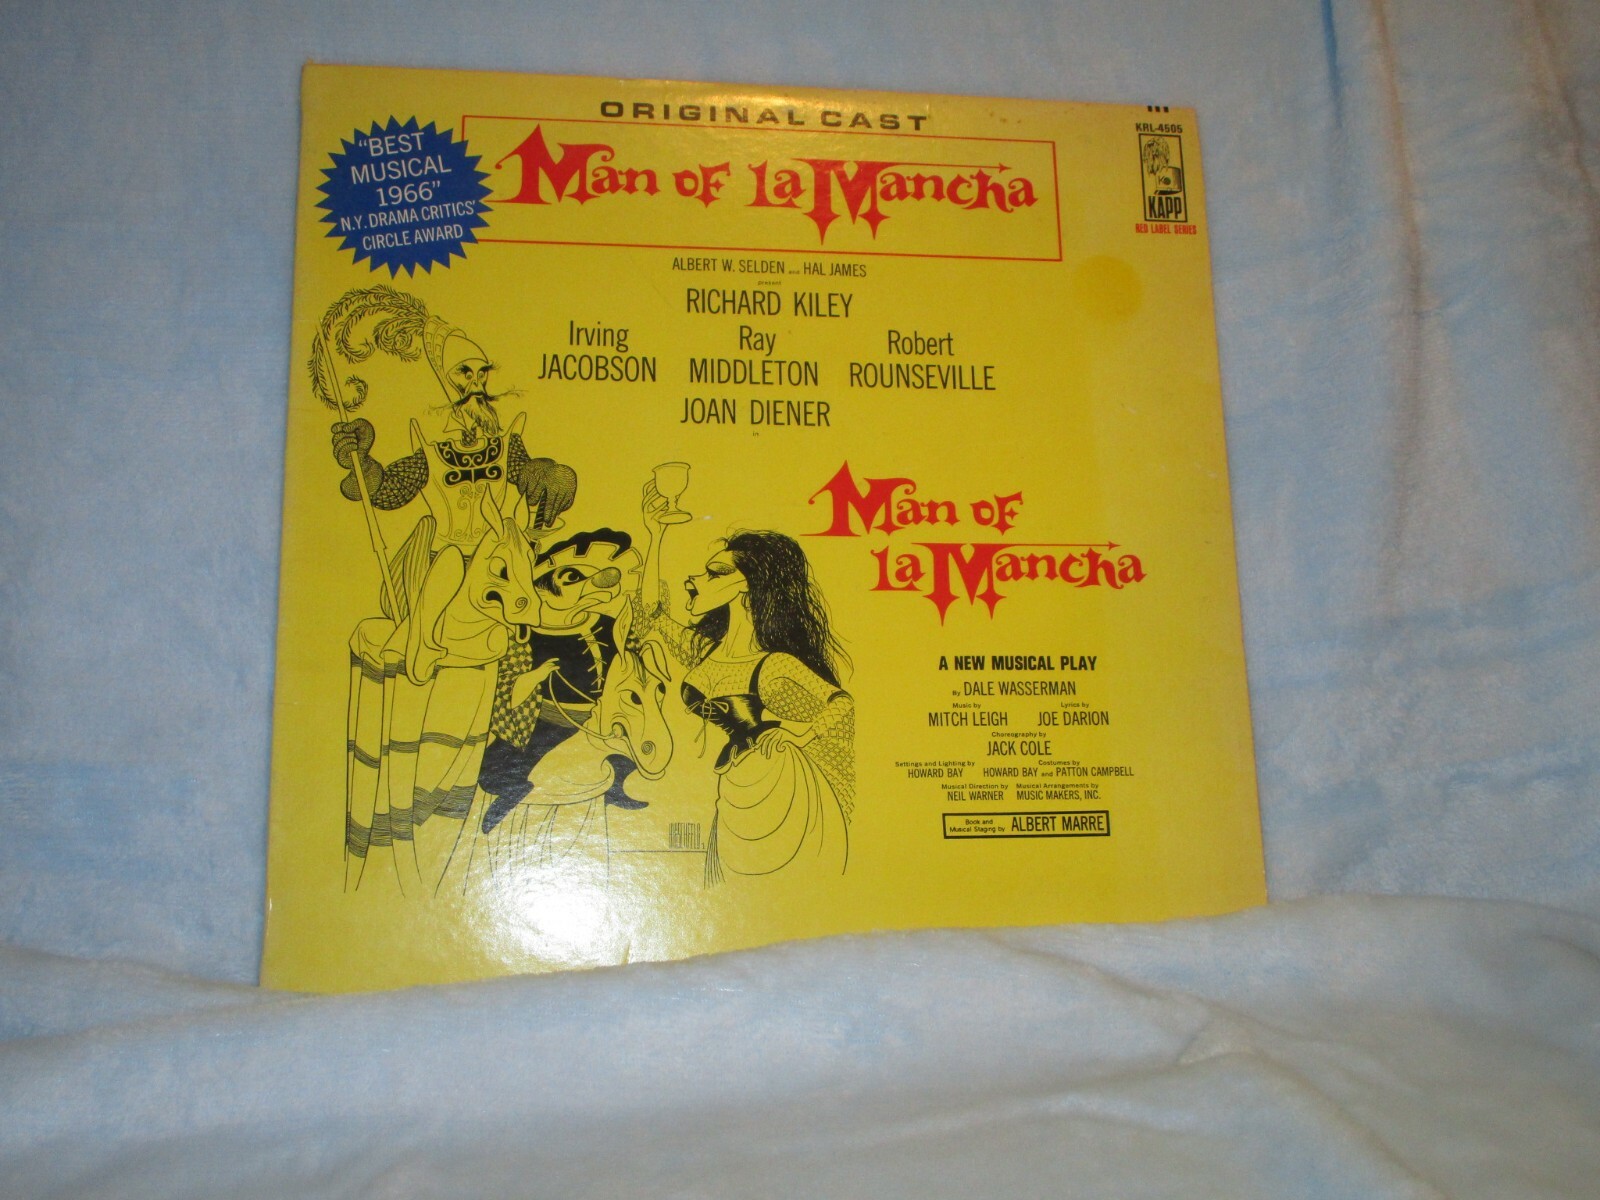 ORIGINAL CAST
"BEST
MUSICAL
1966"
N.Y. DRAMA CRITICS'
CIRCLE AWARD
Man of La Mancha
KRL-4505
KAPP
RED LABEL SERIES
ALBERT W. SELDEN and HAL JAMES
present
RICHARD KILEY
Irving JACOBSON
Ray MIDDLETON
Robert ROUNSEVILLE
JOAN DIENER
in
Man of
La Mancha
A NEW MUSICAL PLAY
By DALE WASSERMAN
Music by MITCH LEIGH
Lyrics by JOE DARION
Choreography by
JACK COLE
Settings and Lighting by HOWARD BAY
Costumes by HOWARD BAY and PATTON CAMPBELL
Musical Direction by NEIL WARNER
Musical Arrangements by MUSIC MAKERS, INC.
Book and Musical Staging by ALBERT MARRE